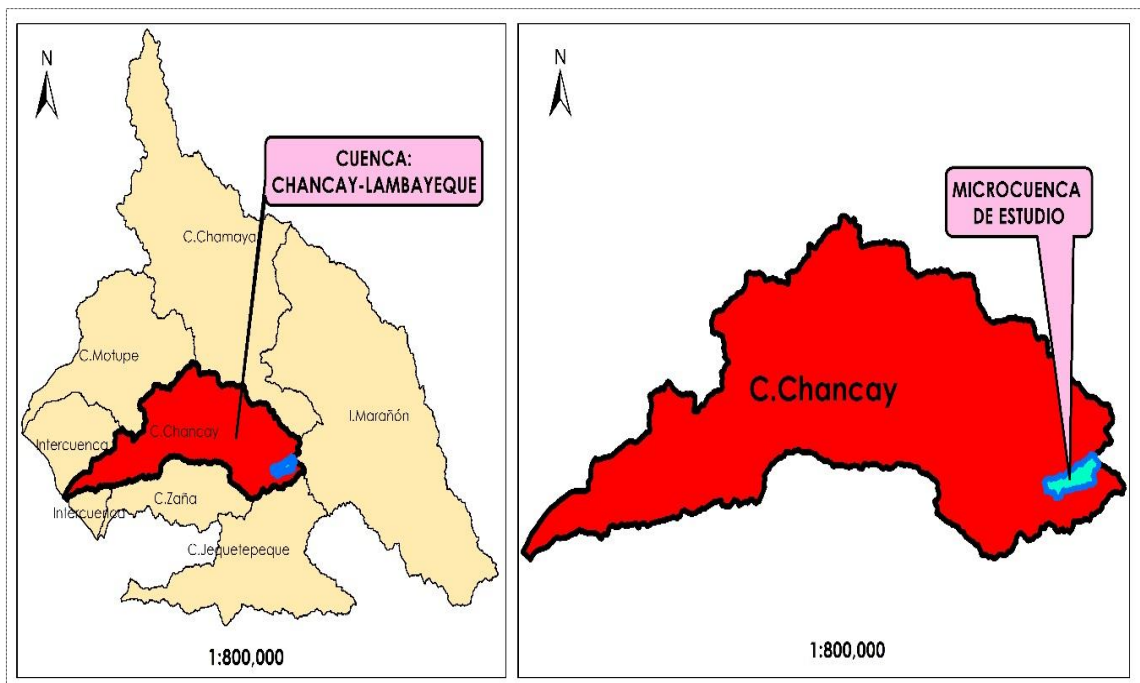 N
CUENCA:
CHANCAY-LAMBAYEQUE
C.Chamaya
C.Motupe
I.Marañón
C.Chancay
Intercuenca
C.Zaña
Intercuenca
C.Jequetepeque
1:800,000
N
MICROCUENCA
DE ESTUDIO
C.Chancay
1:800,000